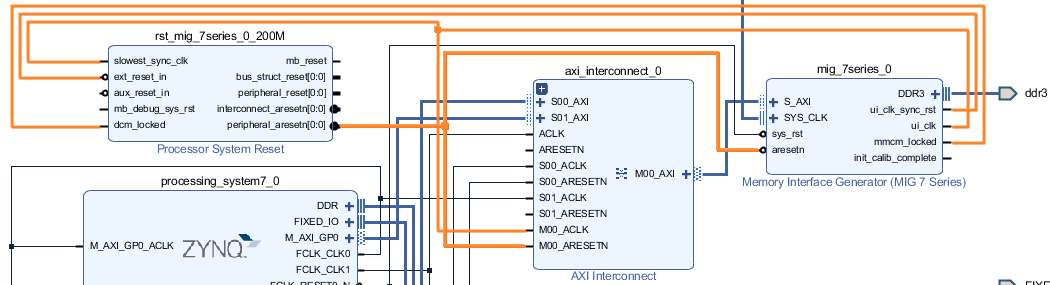 rst_mig_7series_0_200M
slowest_sync_clk
ext_reset_in
aux_reset_in
mb_debug_sys_rst
dcm_locked
mb_reset
bus_struct_reset[0:0]
peripheral_reset[0:0]
interconnect_aresetn[0:0]
peripheral_aresetn[0:0]
Processor System Reset
processing_system7_0
M_AXI_GP0_ACLK
ZYNQ
DDR
FIXED_IO
M_AXI_GP0
FCLK_CLK0
FCLK_CLK1
FCLK_RESET0_N
axi_interconnect_0
S00_AXI
S01_AXI
ACLK
ARESETN
S00_ACLK
S00_ARESETN
S01_ACLK
S01_ARESETN
M00_ACLK
M00_ARESETN
M00_AXI
AXI Interconnect
mig_7series_0
S_AXI
SYS_CLK
sys_rst
aresetn
DDR3
ui_clk_sync_rst
ui_clk
mmcm_locked
init_calib_complete
Memory Interface Generator (MIG 7 Series)
ddr3